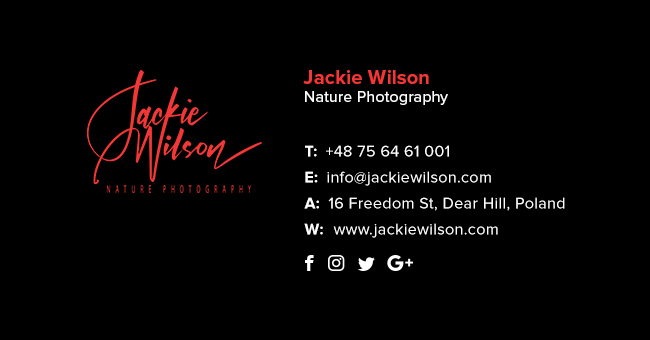 Jackie
Wilson
NATURE PHOTOGRAPHY
Jackie Wilson
Nature Photography
T: +48 75 64 61 001
E: info@jackiewilson.com
A: 16 Freedom St, Dear Hill, Poland
W: www.jackiewilson.com
f G+